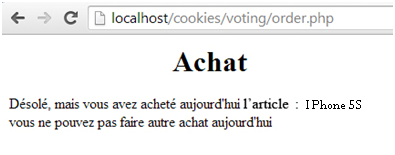 localhost/cookies/voting/order.php
Achat
Désolé, mais vous avez acheté aujourd'hui l'article : IPhone 5S
vous ne pouvez pas faire autre achat aujourd'hui